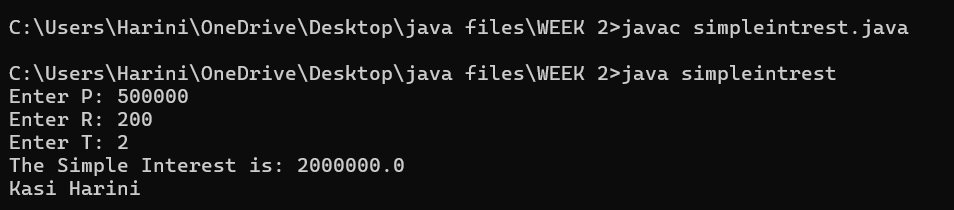 C:\Users\Harini\OneDrive\Desktop\java files\WEEK 2>javac simpleintrest.java
C:\Users\Harini\OneDrive\Desktop\java files\WEEK 2>java simpleintrest
Enter P: 500000
Enter R: 200
Enter T: 2
The Simple Interest is: 2000000.0
Kasi Harini